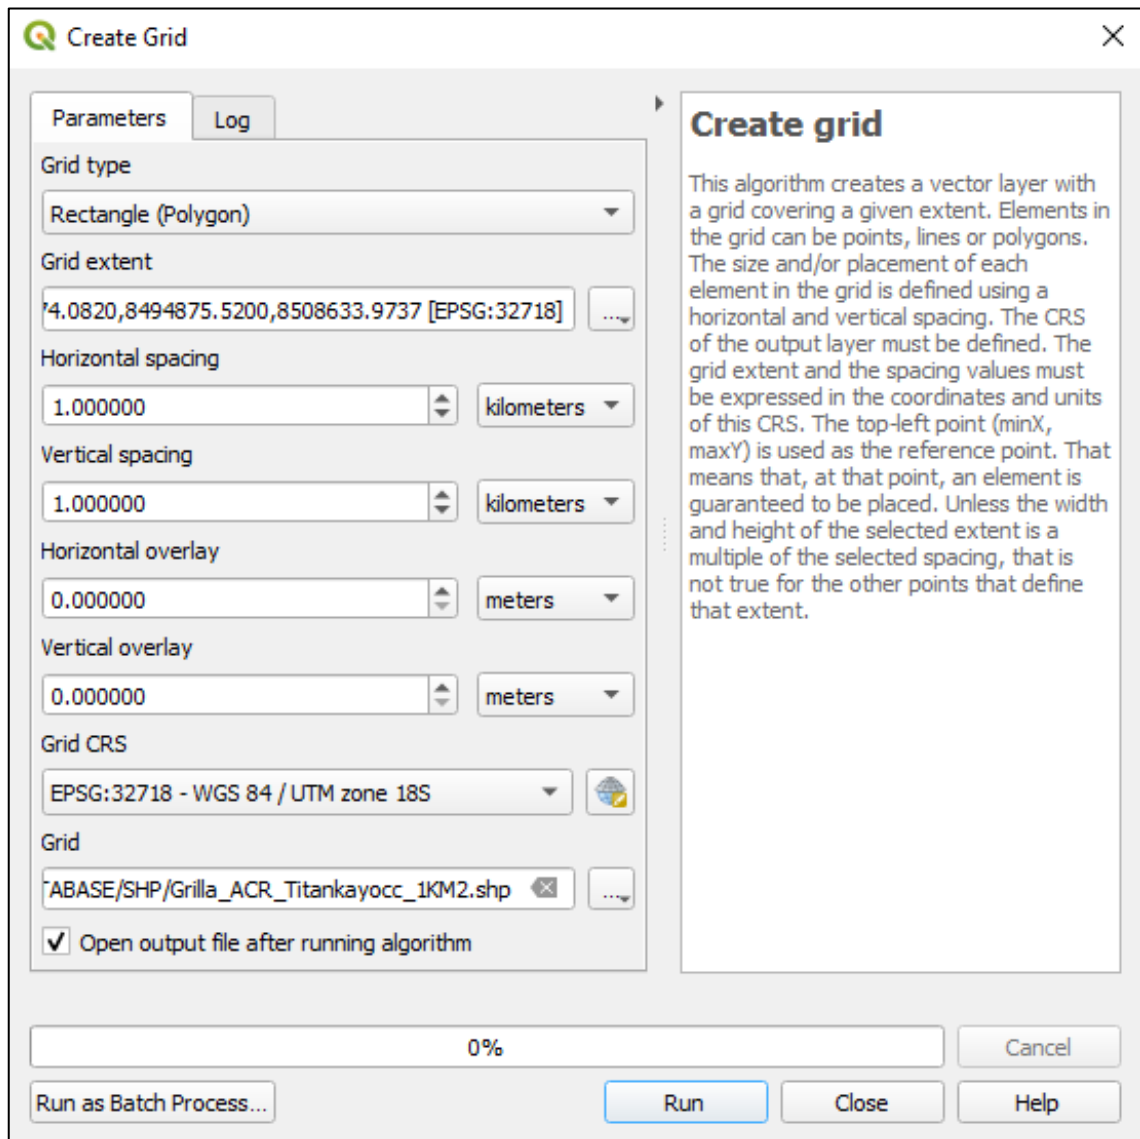 Create Grid
Parameters
Log
Grid type
Rectangle (Polygon)
Grid extent
74.0820,8494875.5200,8508633.9737 [EPSG:32718]
...
Horizontal spacing
1.000000
kilometers
Vertical spacing
1.000000
kilometers
Horizontal overlay
0.000000
meters
Vertical overlay
0.000000
meters
Grid CRS
EPSG:32718 - WGS 84 / UTM zone 18S
Grid
TABASE/SHP/Grilla_ACR_Titankayocc_1KM2.shp
...
Open output file after running algorithm
Create grid
This algorithm creates a vector layer with
a grid covering a given extent. Elements in
the grid can be points, lines or polygons.
The size and/or placement of each
element in the grid is defined using a
horizontal and vertical spacing. The CRS
of the output layer must be defined. The
grid extent and the spacing values must
be expressed in the coordinates and units
of this CRS. The top-left point (minX,
maxY) is used as the reference point. That
means that, at that point, an element is
guaranteed to be placed. Unless the width
and height of the selected extent is a
multiple of the selected spacing, that is
not true for the other points that define
that extent.
0%
Cancel
Run as Batch Process...
Run
Close
Help